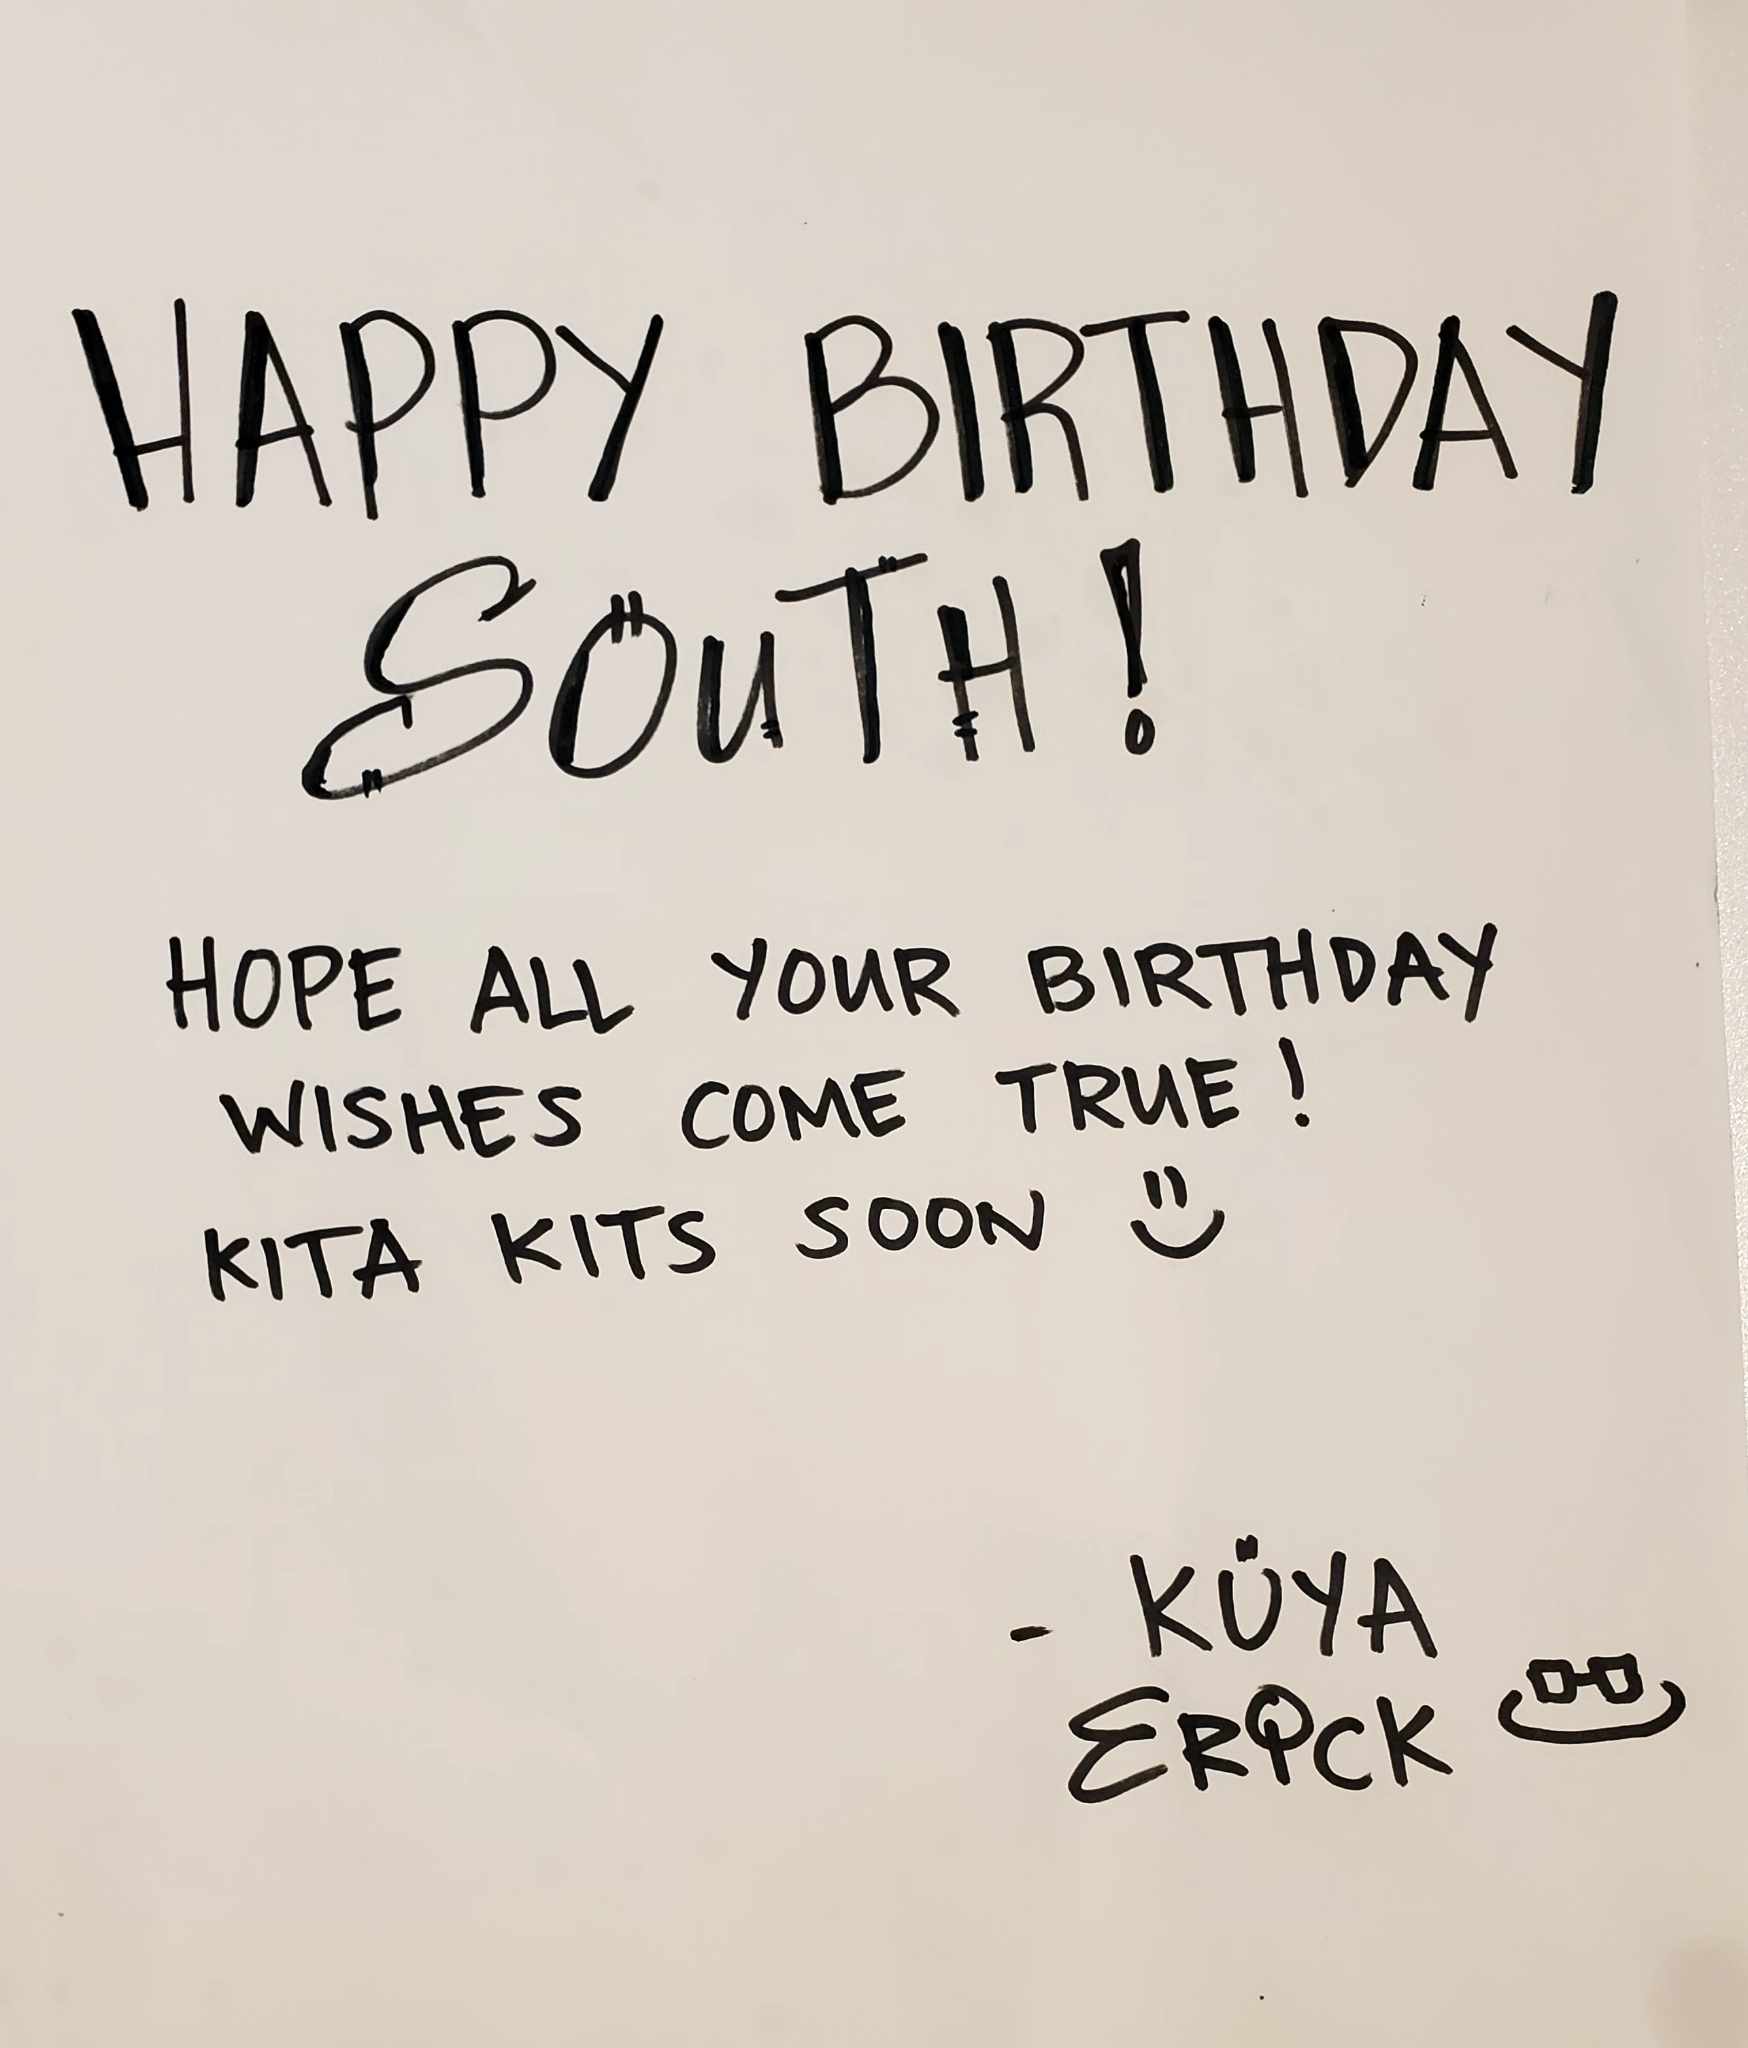 HAPPY BIRTHDAY
SOUTH!
HOPE ALL YOUR BIRTHDAY
WISHES COME TRUE!
KITA KITS SOON
- KÜYA
ERICK